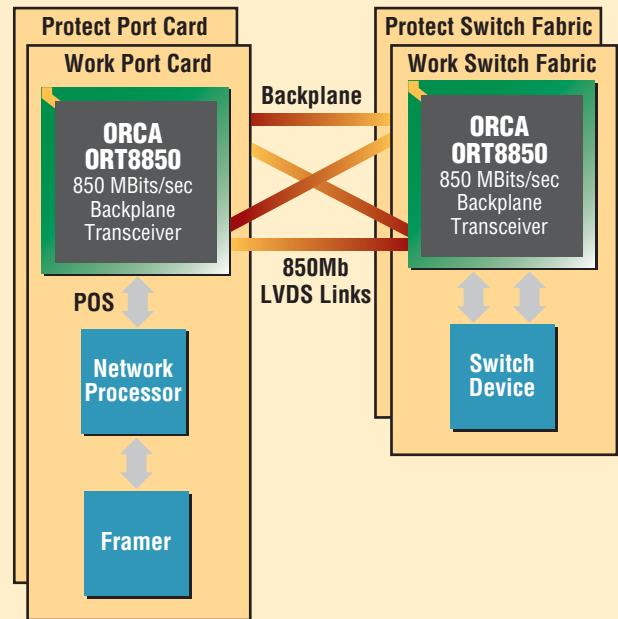 Protect Port Card
Work Port Card
ORCA
ORT8850
850 MBits/sec
Backplane
Transceiver
POS
Network
Processor
Framer
Backplane
850Mb
LVDS Links
Protect Switch Fabric
Work Switch Fabric
ORCA
ORT8850
850 MBits/sec
Backplane
Transceiver
Switch
Device